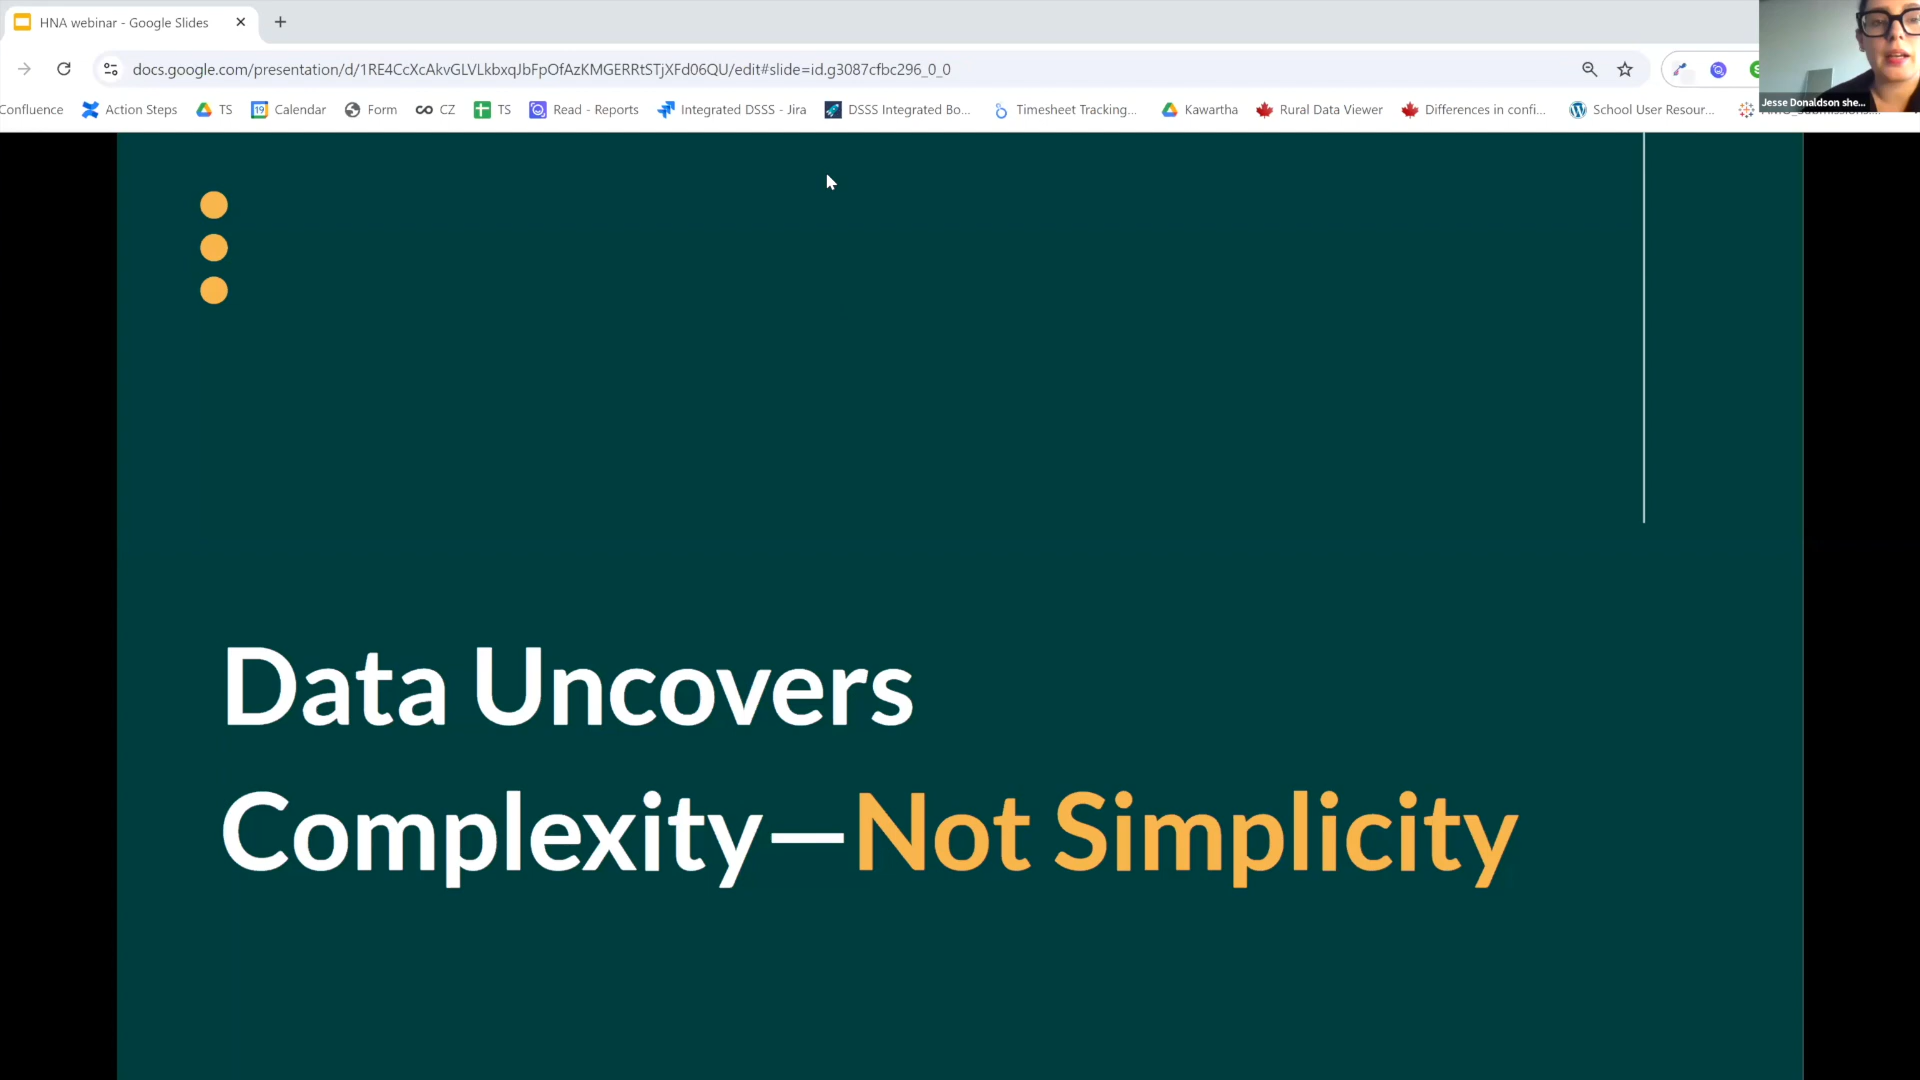 HNA webinar - Google Slides
docs.google.com/presentation/d/1RE4CcXcAkvGLVLkbxqJbFpOfAzKMGERRtSTjXFd06QU/edit#slide=id.g3087cfbc296_0_0
Confluence Action Steps TS 19 Calendar Form CZ TS Read - Reports Integrated DSSS - Jira DSSS Integrated Bo... Timesheet Tracking... Kawartha Rural Data Viewer Differences in confi... School User Resour...
Jesse Donaldson she...
Data Uncovers
Complexity—Not Simplicity